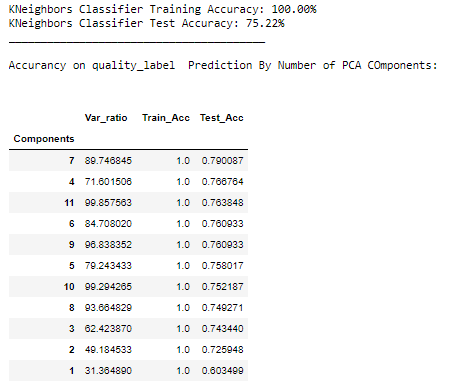 KNeighbors Classifier Training Accuracy: 100.00%
KNeighbors Classifier Test Accuracy: 75.22%
Accurancy on quality_label  Prediction By Number of PCA COmponents:
Var_ratio Train_Acc Test_Acc
Components
7 89.746845 1.0 0.790087
4 71.601506 1.0 0.766764
11 99.857563 1.0 0.763848
6 84.708020 1.0 0.760933
9 96.838352 1.0 0.760933
5 79.243433 1.0 0.758017
10 99.294265 1.0 0.752187
8 93.664829 1.0 0.749271
3 62.423870 1.0 0.743440
2 49.184533 1.0 0.725948
1 31.364890 1.0 0.603499